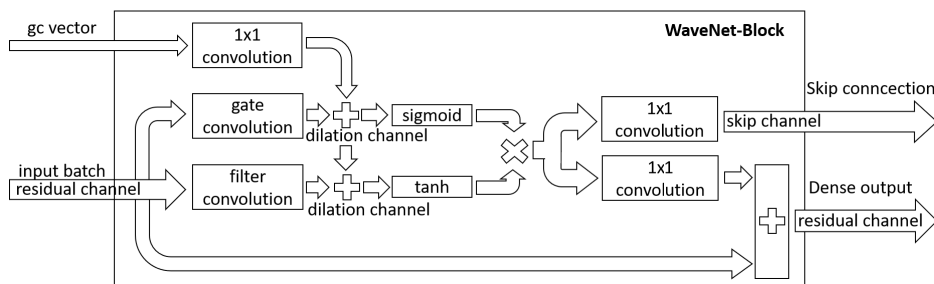 gc vector
1x1
convolution
WaveNet-Block
gate
convolution
sigmoid
dilation channel
1x1
convolution
Skip conncection
skip channel
input batch
residual channel
filter
convolution
tanh
dilation channel
1x1
convolution
Dense output
residual channel